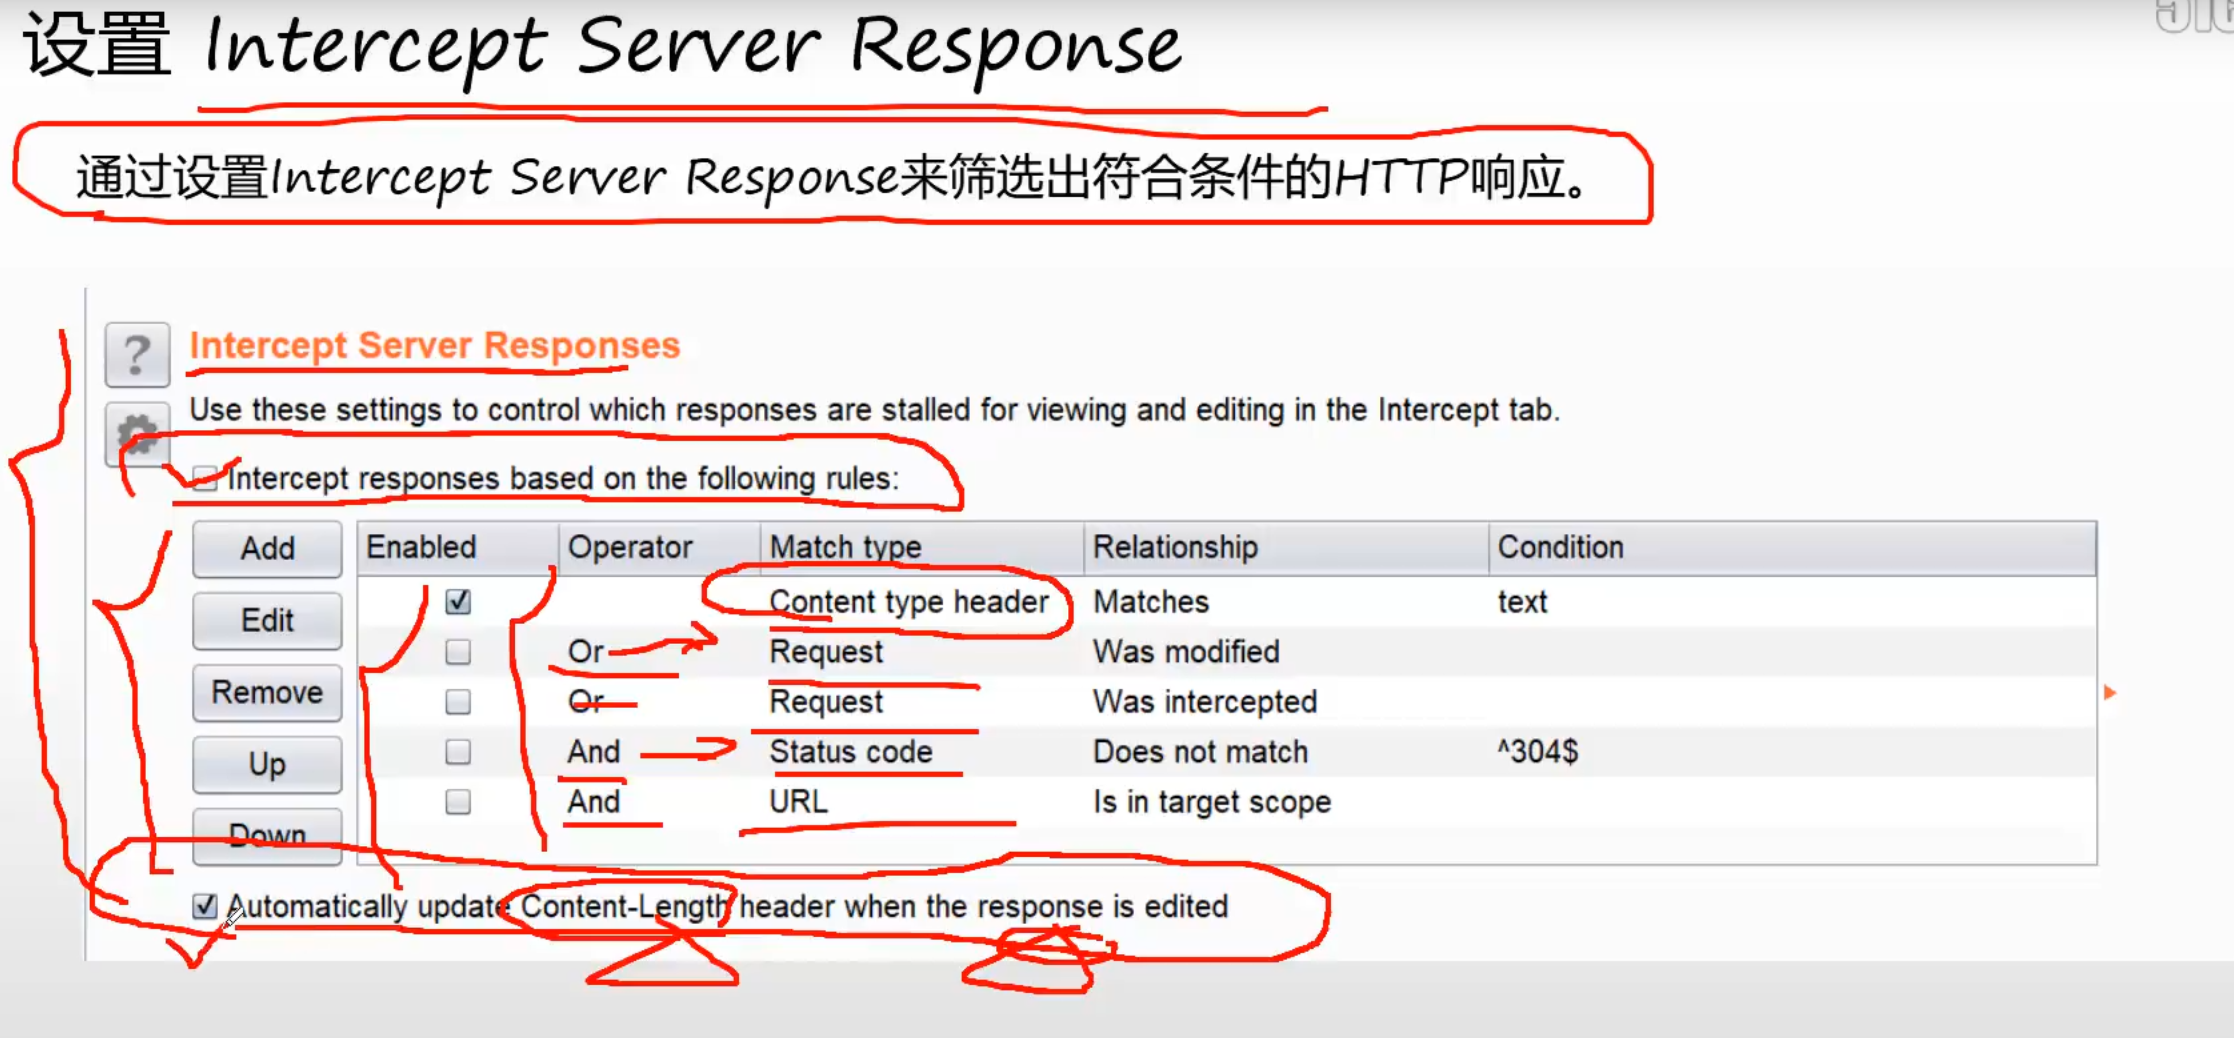 设置 Intercept Server Response
通过设置Intercept Server Response来筛选出符合条件的HTTP响应。
?
Intercept Server Responses
Use these settings to control which responses are stalled for viewing and editing in the Intercept tab.
Intercept responses based on the following rules:
Add
Edit
Remove
Up
Down
Enabled Operator Match type Relationship Condition
Content type header Matches text
Or Request Was modified
Or Request Was intercepted
And Status code Does not match ^304$
And URL Is in target scope
Automatically update Content-Length header when the response is edited